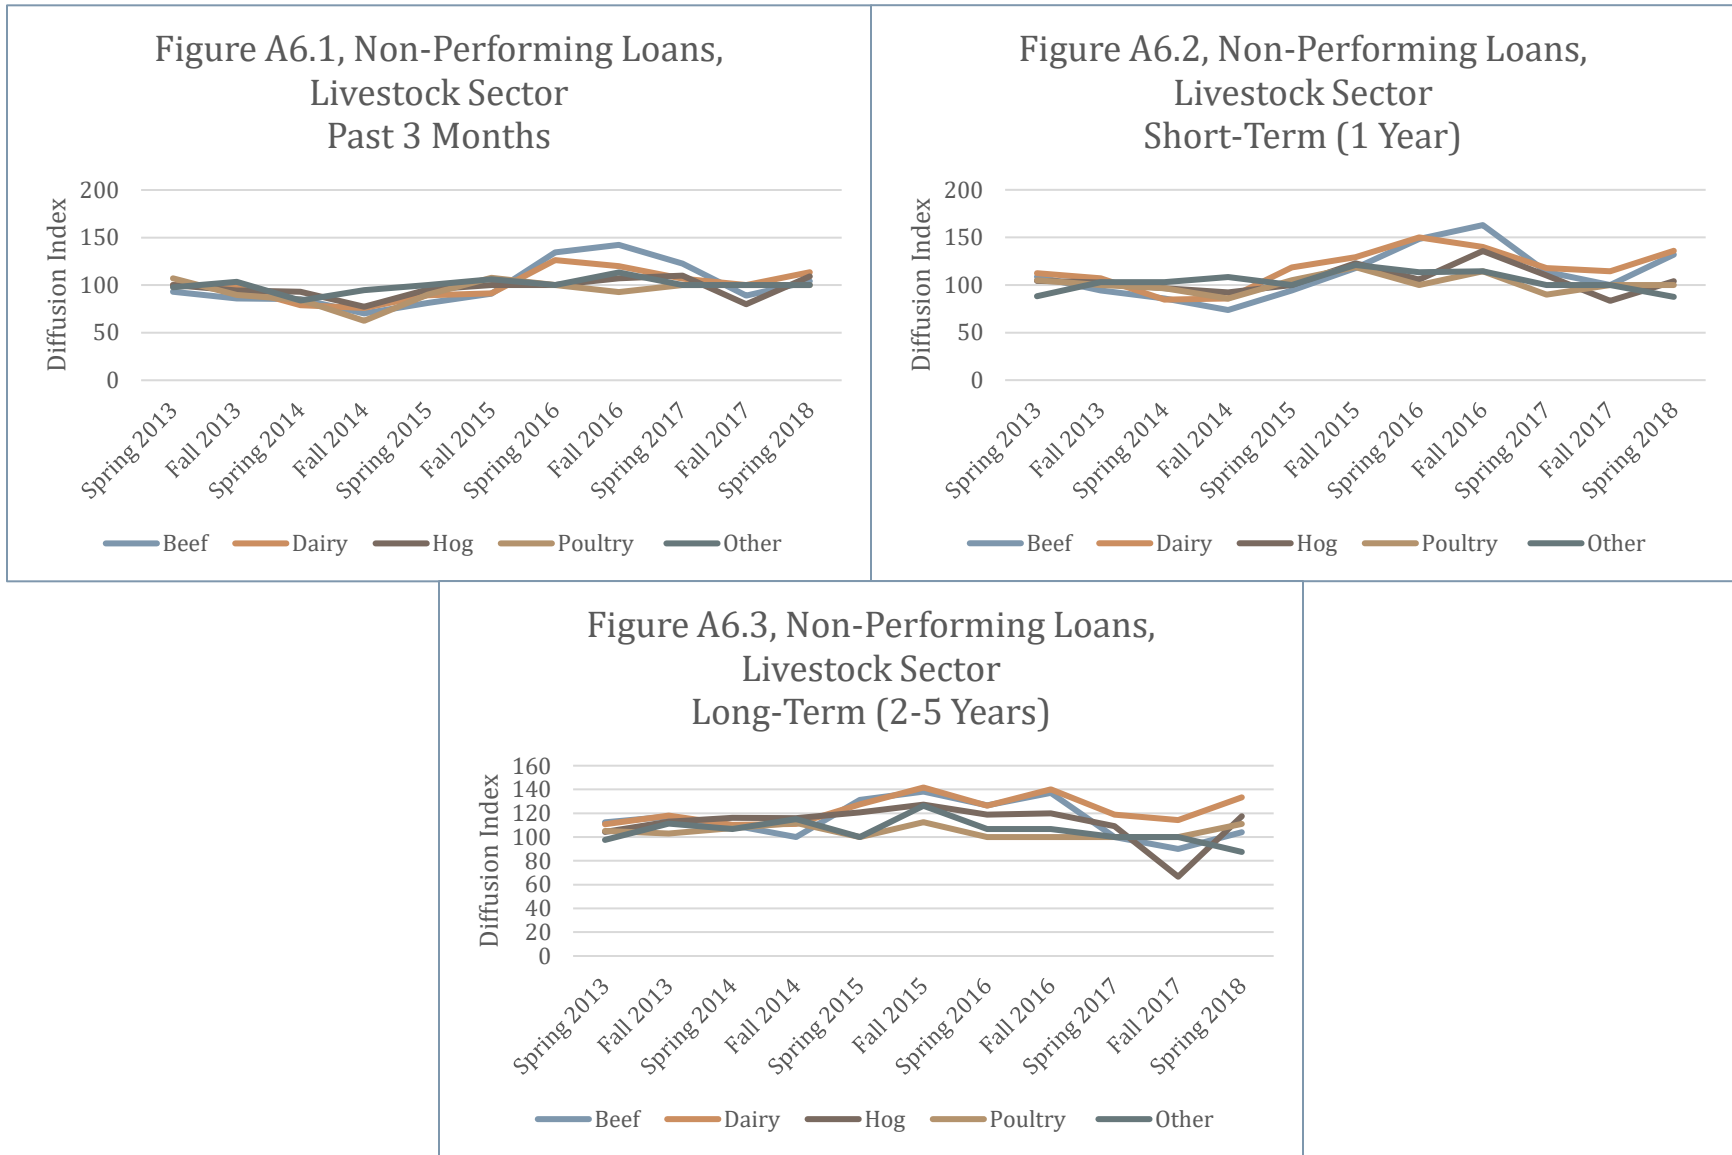 Figure A6.1, Non-Performing Loans,
Livestock Sector
Past 3 Months
Diffusion Index
200
150
100
50
0
Spring 2013
Fall 2013
Spring 2014
Fall 2014
Spring 2015
Fall 2015
Spring 2016
Fall 2016
Spring 2017
Fall 2017
Spring 2018
Beef Dairy Hog Poultry Other
Figure A6.2, Non-Performing Loans,
Livestock Sector
Short-Term (1 Year)
Diffusion Index
200
150
100
50
0
Spring 2013
Fall 2013
Spring 2014
Fall 2014
Spring 2015
Fall 2015
Spring 2016
Fall 2016
Spring 2017
Fall 2017
Spring 2018
Beef Dairy Hog Poultry Other
Figure A6.3, Non-Performing Loans,
Livestock Sector
Long-Term (2-5 Years)
Diffusion Index
160
140
120
100
80
60
40
20
0
Spring 2013
Fall 2013
Spring 2014
Fall 2014
Spring 2015
Fall 2015
Spring 2016
Fall 2016
Spring 2017
Fall 2017
Spring 2018
Beef Dairy Hog Poultry Other